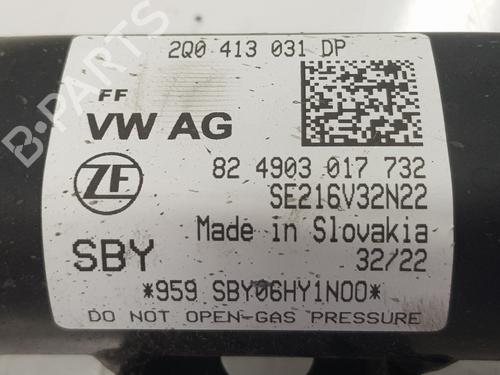 2Q0 413 031 DP
FF
VW AG
ZF
82 4903 017 732
SE216V32N22
Made in Slovakia
SBY
32/22
*959 SBY06HY1N00*
DO NOT OPEN-GAS PRESSURE
B-PARTS